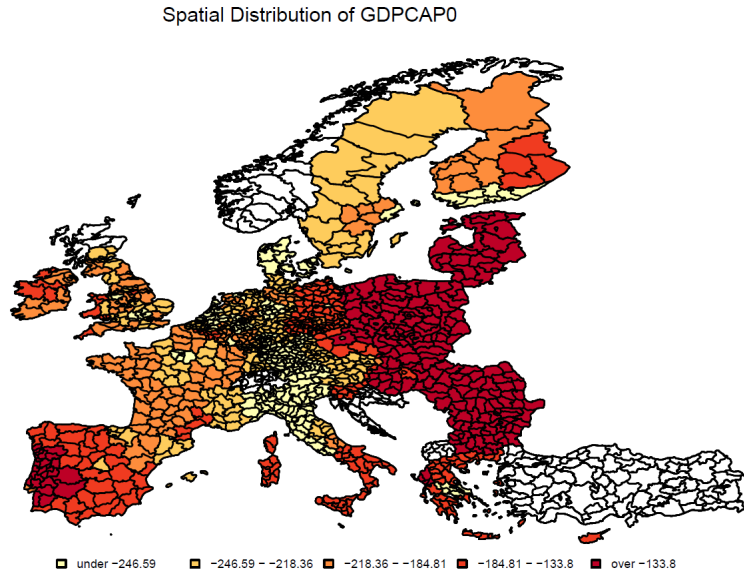 Spatial Distribution of GDPCAP0
under −246.59 −246.59 − −218.36 −218.36 − −184.81 −184.81 − −133.8 over −133.8